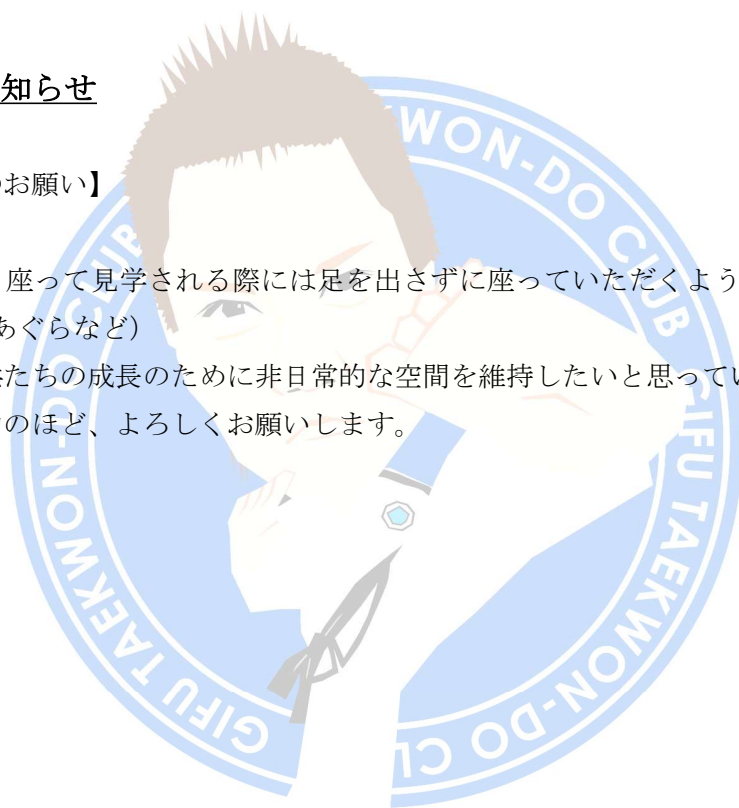 知らせ
のお願い】
座って見学される際には足を出さずに座っていただくよう
あぐらなど)
たちの成長のために非日常的な空間を維持したいと思ってい
のほど、よろしくお願いします。
GIFU TAEKWON-DO CLUB GIFU TAEKWON-DO CLUB